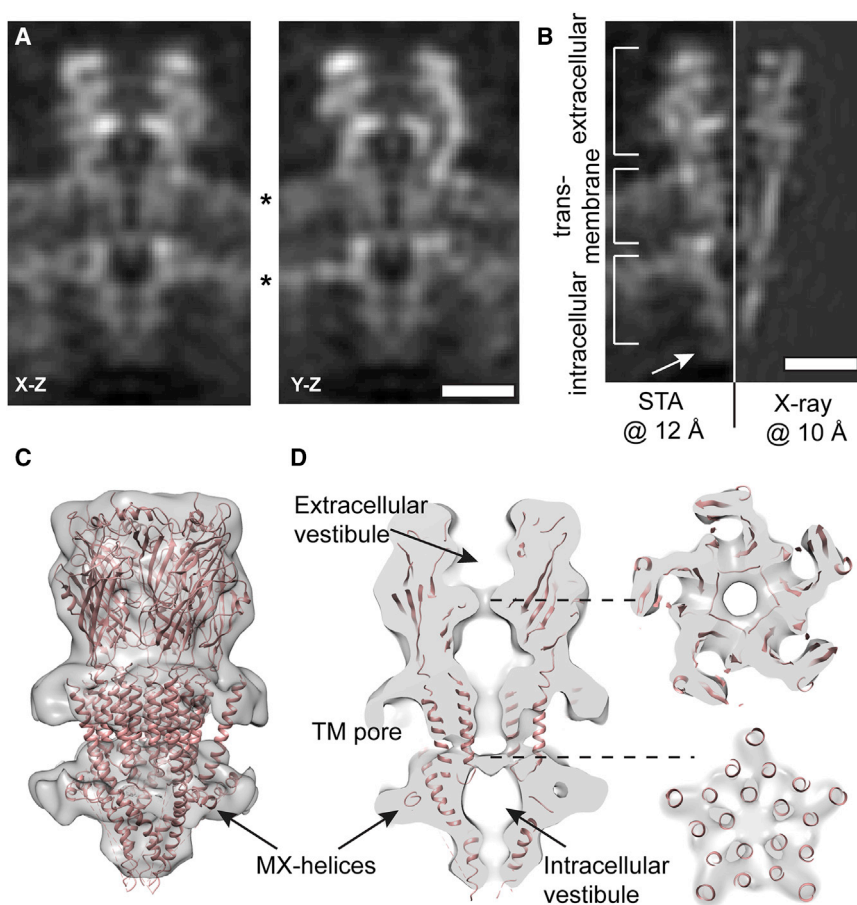 A
*
*
X-Z
Y-Z
B
extracellular
trans-
membrane
intracellular
STA
@ 12 Å
X-ray
@ 10 Å
C
D
Extracellular
vestibule
TM pore
MX-helices
Intracellular
vestibule